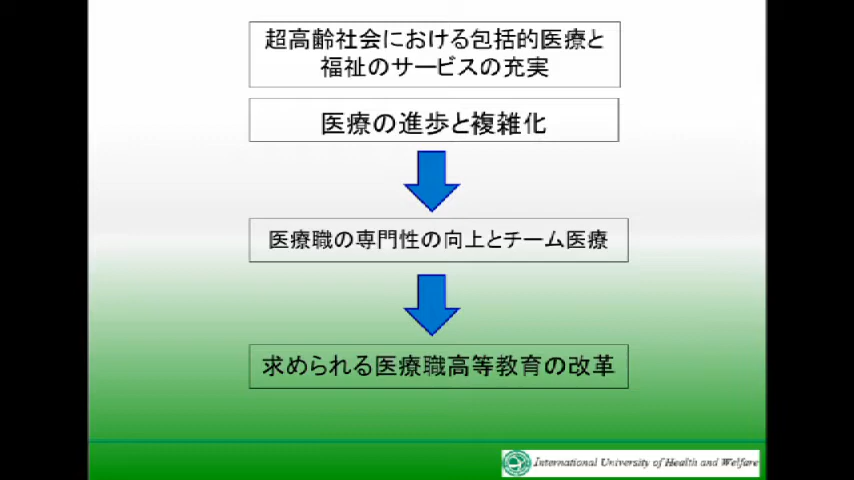 超高齢社会における包括的医療と
福祉のサービスの充実
医療の進歩と複雑化
医療職の専門性の向上とチーム医療
求められる医療職高等教育の改革
International University of Health and Welfare